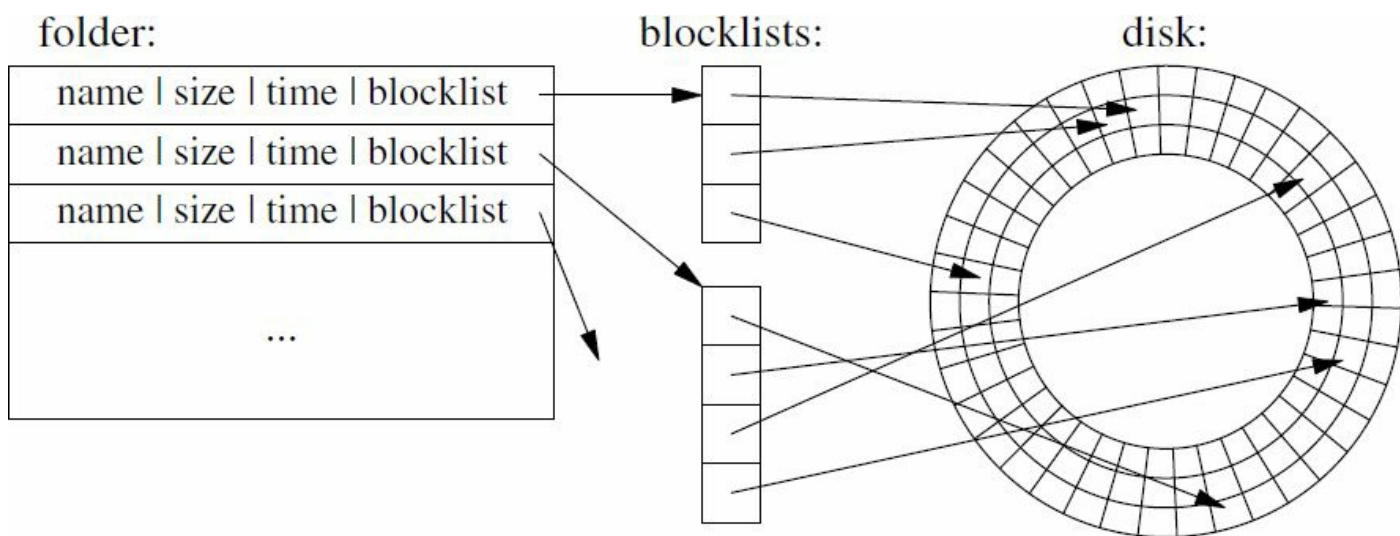 folder:
blocklists:
disk:
name | size | time | blocklist
name | size | time | blocklist
name | size | time | blocklist
...